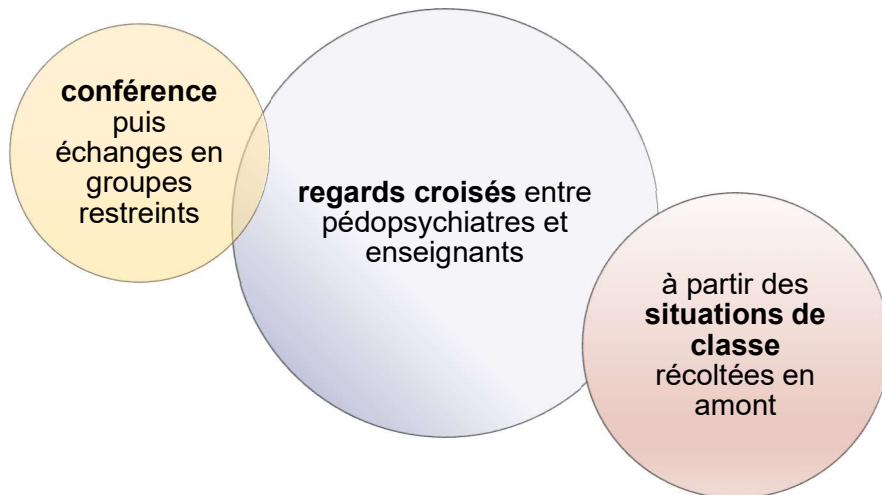 conférence
puis
échanges en
groupes
restreints
regards croisés entre
pédopsychiatres et
enseignants
à partir des
situations de
classe
récoltées en
amont